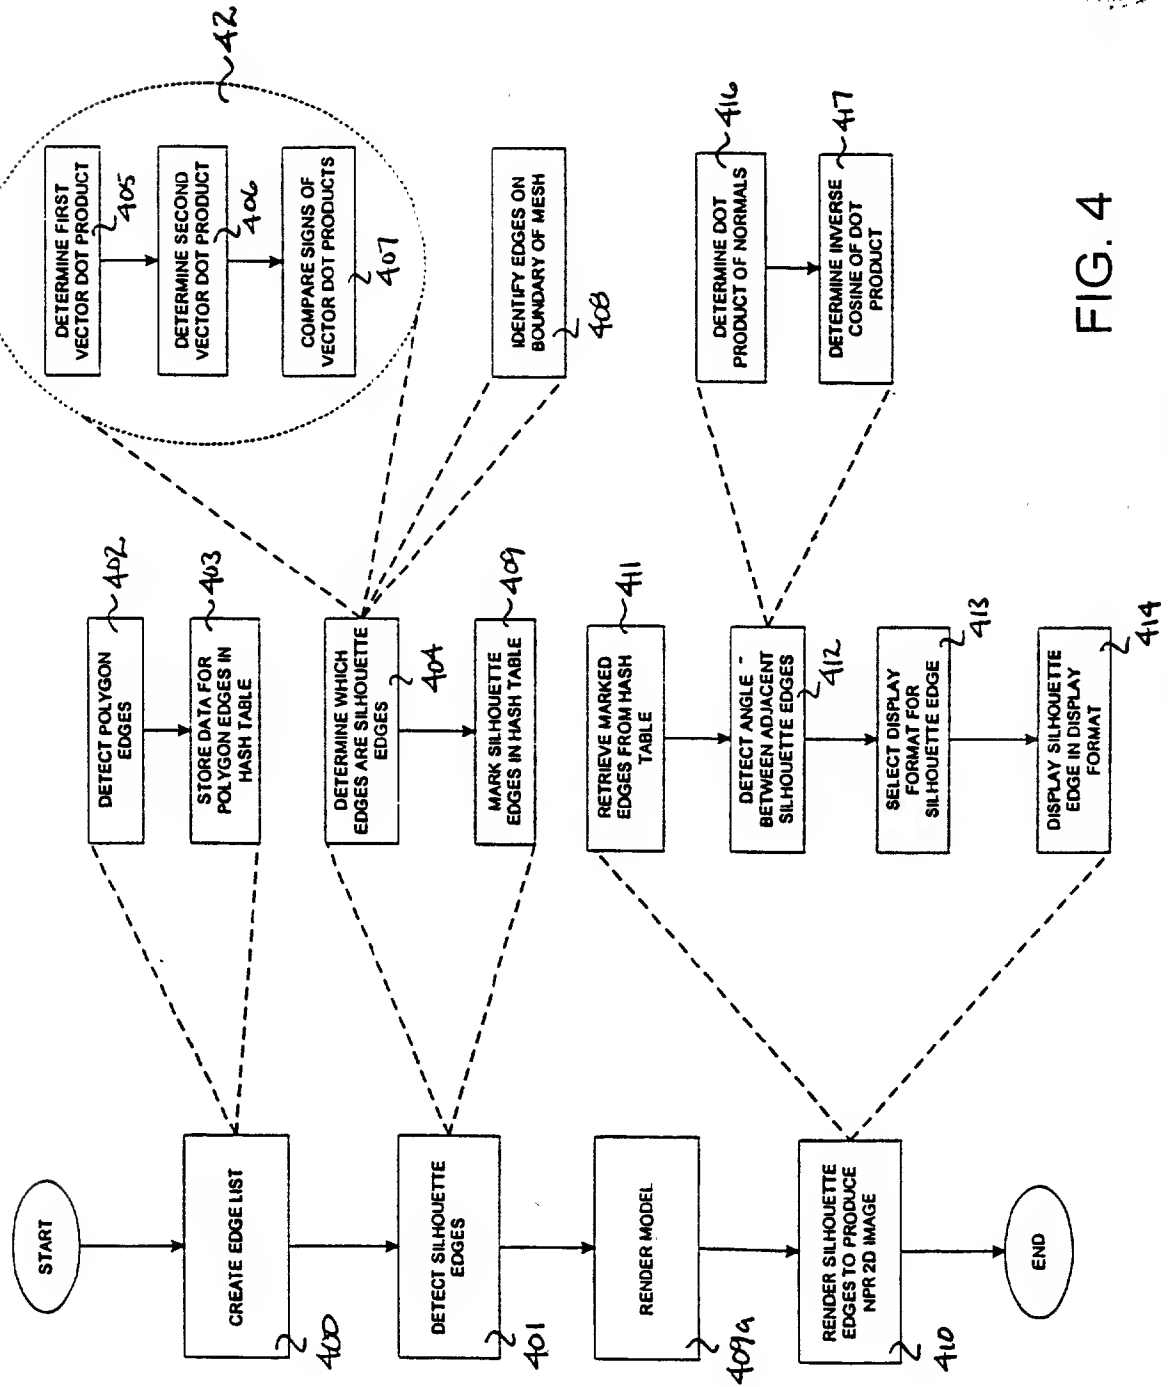 START
CREATE EDGE LIST
400
DETECT SILHOUETTE
EDGES
401
RENDER MODEL
409a
RENDER SILHOUETTE
EDGES TO PRODUCE
NPR 2D IMAGE
410
END
DETECT POLYGON
EDGES
402
STORE DATA FOR
POLYGON EDGES IN
HASH TABLE
403
DETERMINE WHICH
EDGES ARE SILHOUETTE
EDGES
404
MARK SILHOUETTE
EDGES IN HASH TABLE
409
RETRIEVE MARKED
EDGES FROM HASH
TABLE
411
DETECT ANGLE
BETWEEN ADJACENT
SILHOUETTE EDGES
412
SELECT DISPLAY
FORMAT FOR
SILHOUETTE EDGE
413
DISPLAY SILHOUETTE
EDGE IN DISPLAY
FORMAT
414
DETERMINE FIRST
VECTOR DOT PRODUCT
405
DETERMINE SECOND
VECTOR DOT PRODUCT
406
COMPARE SIGNS OF
VECTOR DOT PRODUCTS
407
42
IDENTIFY EDGES ON
BOUNDARY OF MESH
408
DETERMINE DOT
PRODUCT OF NORMALS
416
DETERMINE INVERSE
COSINE OF DOT
PRODUCT
417
FIG. 4